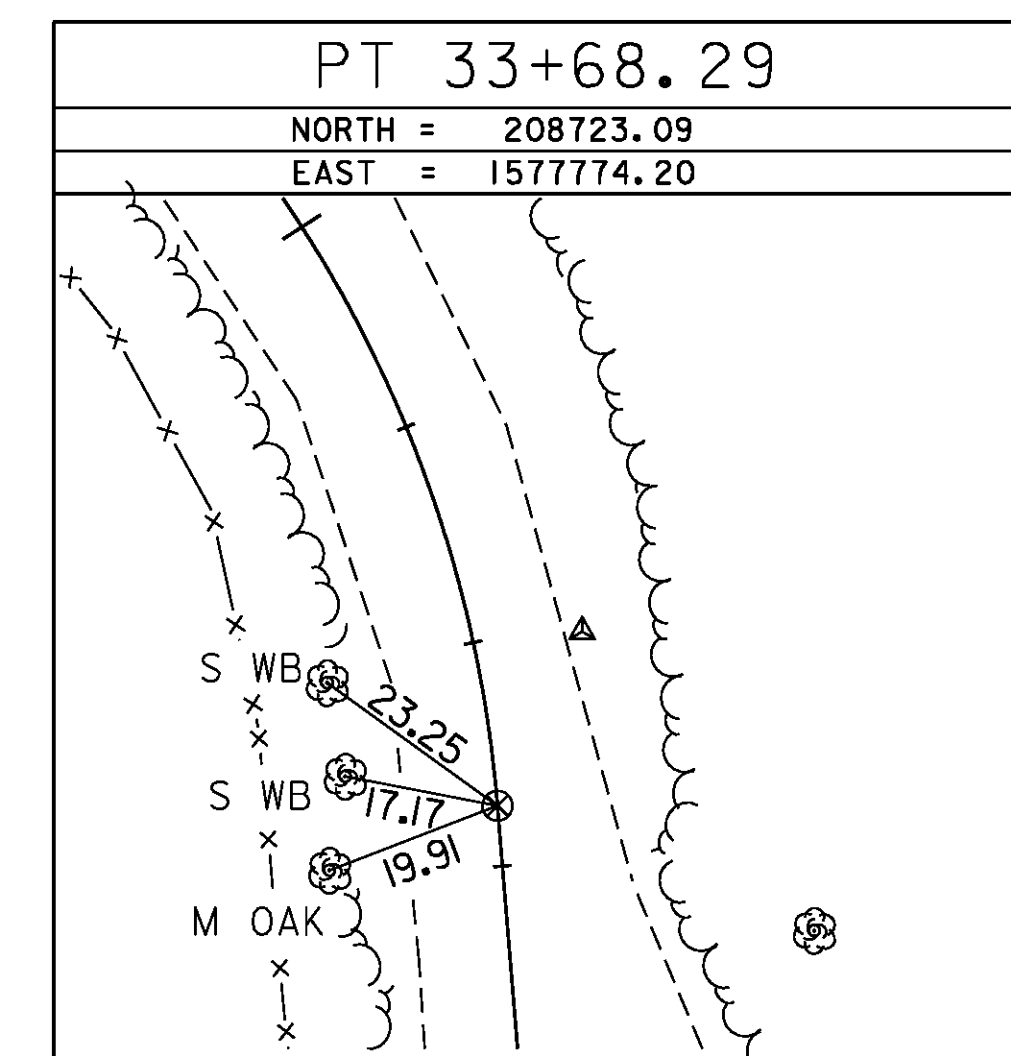 PT 33+68.29
NORTH = 208723.09
EAST = 1577774.20
S WB
23.25
S WB
17.17
19.91
M OAK